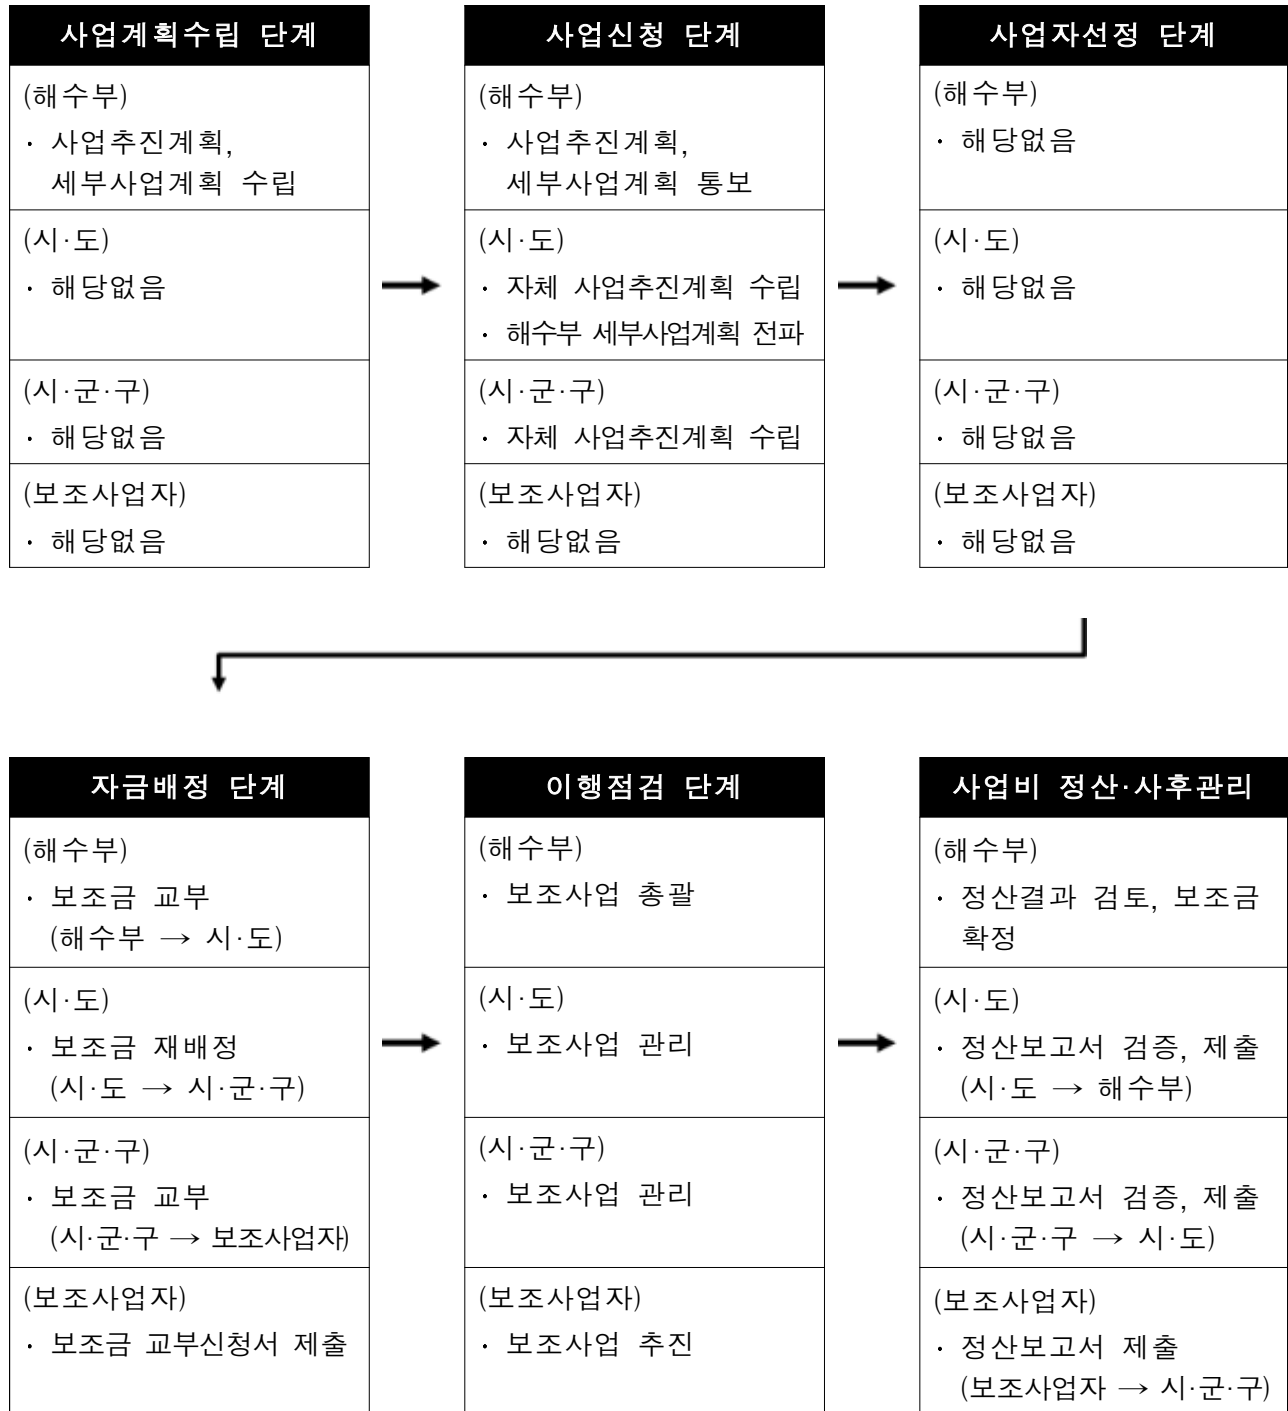 사업계획수립 단계
(해수부)
· 사업추진계획,
세부사업계획 수립
(시·도)
· 해당없음
(시·군·구)
· 해당없음
(보조사업자)
· 해당없음
사업신청 단계
(해수부)
· 사업추진계획,
세부사업계획 통보
(시·도)
· 자체 사업추진계획 수립
· 해수부 세부사업계획 전파
(시·군·구)
· 자체 사업추진계획 수립
(보조사업자)
· 해당없음
사업자선정 단계
(해수부)
· 해당없음
(시·도)
· 해당없음
(시·군·구)
· 해당없음
(보조사업자)
· 해당없음
자금배정 단계
(해수부)
· 보조금 교부
(해수부 → 시·도)
(시·도)
· 보조금 재배정
(시·도 → 시·군·구)
(시·군·구)
· 보조금 교부
(시·군·구 → 보조사업자)
(보조사업자)
· 보조금 교부신청서 제출
이행점검 단계
(해수부)
· 보조사업 총괄
(시·도)
· 보조사업 관리
(시·군·구)
· 보조사업 관리
(보조사업자)
· 보조사업 추진
사업비 정산·사후관리
(해수부)
· 정산결과 검토, 보조금
확정
(시·도)
· 정산보고서 검증, 제출
(시·도 → 해수부)
(시·군·구)
· 정산보고서 검증, 제출
(시·군·구 → 시·도)
(보조사업자)
· 정산보고서 제출
(보조사업자 → 시·군·구)